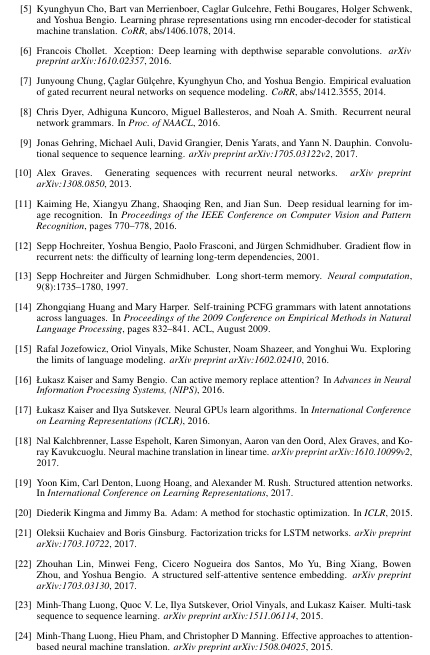 [5] Kyunghyun Cho, Bart van Merrienboer, Caglar Gulcehre, Fethi Bougares, Holger Schwenk,
and Yoshua Bengio. Learning phrase representations using rnn encoder-decoder for statistical
machine translation. CoRR, abs/1406.1078, 2014.
[6] Francois Chollet. Xception: Deep learning with depthwise separable convolutions. arXiv
preprint arXiv:1610.02357, 2016.
[7] Junyoung Chung, Çaglar Gülçehre, Kyunghyun Cho, and Yoshua Bengio. Empirical evaluation
of gated recurrent neural networks on sequence modeling. CoRR, abs/1412.3555, 2014.
[8] Chris Dyer, Adhiguna Kuncoro, Miguel Ballesteros, and Noah A. Smith. Recurrent neural
network grammars. In Proc. of NAACL, 2016.
[9] Jonas Gehring, Michael Auli, David Grangier, Denis Yarats, and Yann N. Dauphin. Convolu-
tional sequence to sequence learning. arXiv preprint arXiv:1705.03122v2, 2017.
[10] Alex Graves. Generating sequences with recurrent neural networks. arXiv preprint
arXiv:1308.0850, 2013.
[11] Kaiming He, Xiangyu Zhang, Shaoqing Ren, and Jian Sun. Deep residual learning for im-
age recognition. In Proceedings of the IEEE Conference on Computer Vision and Pattern
Recognition, pages 770–778, 2016.
[12] Sepp Hochreiter, Yoshua Bengio, Paolo Frasconi, and Jürgen Schmidhuber. Gradient flow in
recurrent nets: the difficulty of learning long-term dependencies, 2001.
[13] Sepp Hochreiter and Jürgen Schmidhuber. Long short-term memory. Neural computation,
9(8):1735–1780, 1997.
[14] Zhongqiang Huang and Mary Harper. Self-training PCFG grammars with latent annotations
across languages. In Proceedings of the 2009 Conference on Empirical Methods in Natural
Language Processing, pages 832–841. ACL, August 2009.
[15] Rafal Jozefowicz, Oriol Vinyals, Mike Schuster, Noam Shazeer, and Yonghui Wu. Exploring
the limits of language modeling. arXiv preprint arXiv:1602.02410, 2016.
[16] Łukasz Kaiser and Samy Bengio. Can active memory replace attention? In Advances in Neural
Information Processing Systems, (NIPS), 2016.
[17] Łukasz Kaiser and Ilya Sutskever. Neural GPUs learn algorithms. In International Conference
on Learning Representations (ICLR), 2016.
[18] Nal Kalchbrenner, Lasse Espeholt, Karen Simonyan, Aaron van den Oord, Alex Graves, and Ko-
ray Kavukcuoglu. Neural machine translation in linear time. arXiv preprint arXiv:1610.10099v2,
2017.
[19] Yoon Kim, Carl Denton, Luong Hoang, and Alexander M. Rush. Structured attention networks.
In International Conference on Learning Representations, 2017.
[20] Diederik Kingma and Jimmy Ba. Adam: A method for stochastic optimization. In ICLR, 2015.
[21] Oleksii Kuchaiev and Boris Ginsburg. Factorization tricks for LSTM networks. arXiv preprint
arXiv:1703.10722, 2017.
[22] Zhouhan Lin, Minwei Feng, Cicero Nogueira dos Santos, Mo Yu, Bing Xiang, Bowen
Zhou, and Yoshua Bengio. A structured self-attentive sentence embedding. arXiv preprint
arXiv:1703.03130, 2017.
[23] Minh-Thang Luong, Quoc V. Le, Ilya Sutskever, Oriol Vinyals, and Lukasz Kaiser. Multi-task
sequence to sequence learning. arXiv preprint arXiv:1511.06114, 2015.
[24] Minh-Thang Luong, Hieu Pham, and Christopher D Manning. Effective approaches to attention-
based neural machine translation. arXiv preprint arXiv:1508.04025, 2015.